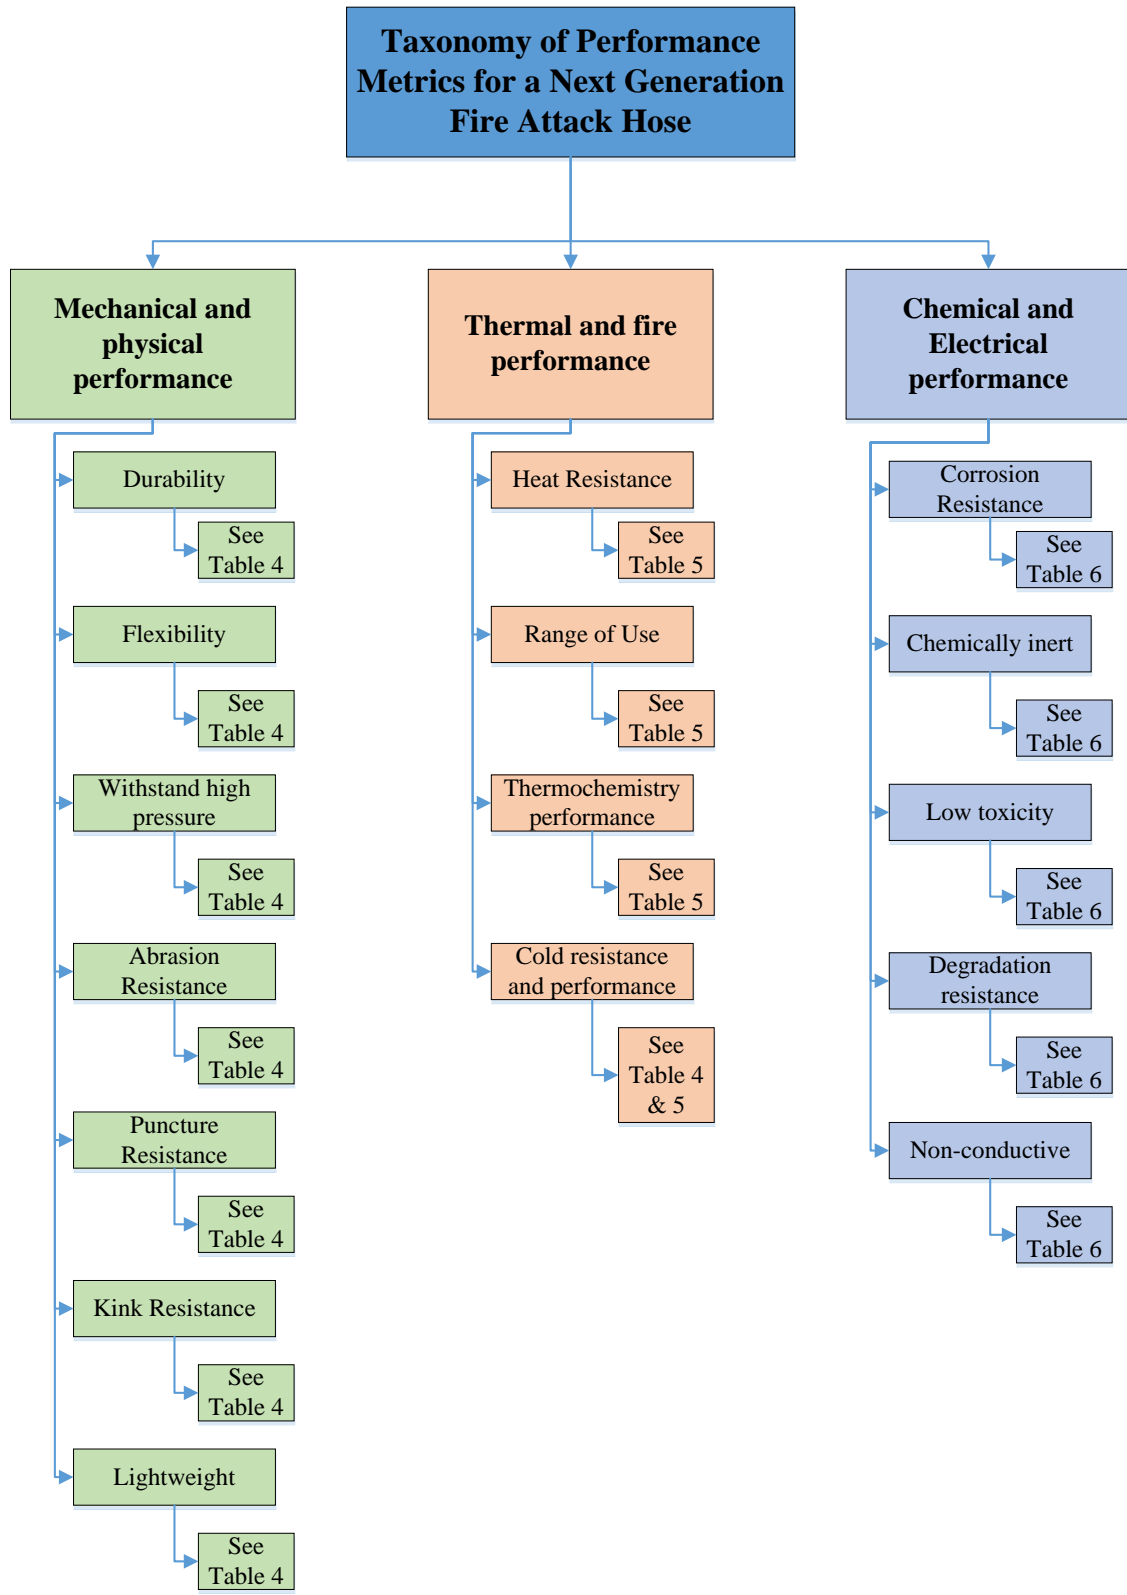 Taxonomy of Performance
Metrics for a Next Generation
Fire Attack Hose
Mechanical and
physical
performance
Durability
See
Table 4
Flexibility
See
Table 4
Withstand high
pressure
See
Table 4
Abrasion
Resistance
See
Table 4
Puncture
Resistance
See
Table 4
Kink Resistance
See
Table 4
Lightweight
See
Table 4
Thermal and fire
performance
Heat Resistance
See
Table 5
Range of Use
See
Table 5
Thermochemistry
performance
See
Table 5
Cold resistance
and performance
See
Table 4
& 5
Chemical and
Electrical
performance
Corrosion
Resistance
See
Table 6
Chemically inert
See
Table 6
Low toxicity
See
Table 6
Degradation
resistance
See
Table 6
Non-conductive
See
Table 6